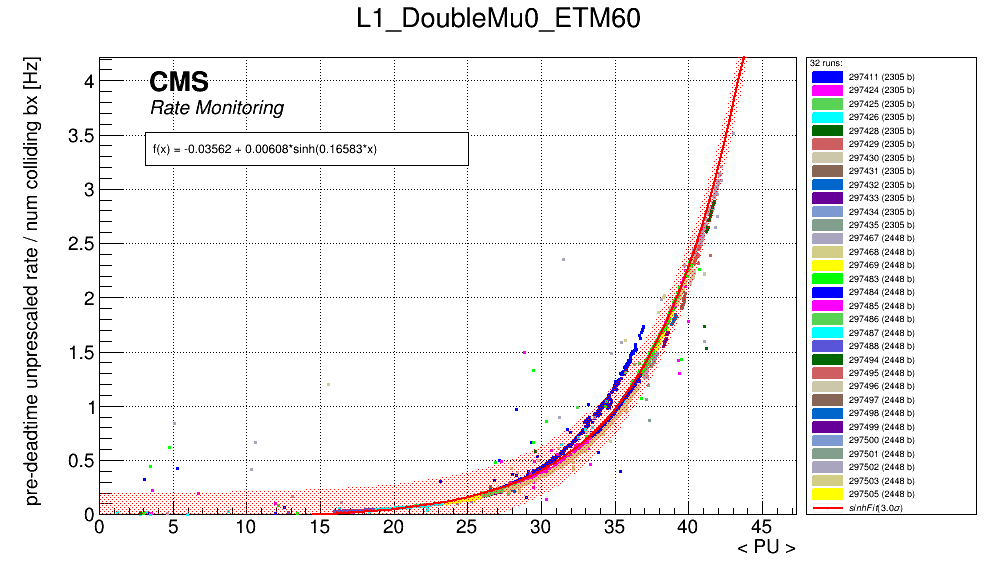 L1_DoubleMu0_ETM60
pre-deadtime unprescaled rate / num colliding bx [Hz]
CMS
Rate Monitoring
f(x) = -0.03562 + 0.00608*sinh(0.16583*x)
4
3.5
3
2.5
2
1.5
1
0.5
0
0 5 10 15 20 25 30 35 40 45
< PU >
32 runs:
297411 (2305 b)
297424 (2305 b)
297425 (2305 b)
297426 (2305 b)
297428 (2305 b)
297429 (2305 b)
297430 (2305 b)
297431 (2305 b)
297432 (2305 b)
297433 (2305 b)
297434 (2305 b)
297435 (2305 b)
297467 (2448 b)
297468 (2448 b)
297469 (2448 b)
297483 (2448 b)
297484 (2448 b)
297485 (2448 b)
297486 (2448 b)
297487 (2448 b)
297488 (2448 b)
297494 (2448 b)
297495 (2448 b)
297496 (2448 b)
297497 (2448 b)
297498 (2448 b)
297499 (2448 b)
297500 (2448 b)
297501 (2448 b)
297502 (2448 b)
297503 (2448 b)
297505 (2448 b)
sinhFit(3.0σ)